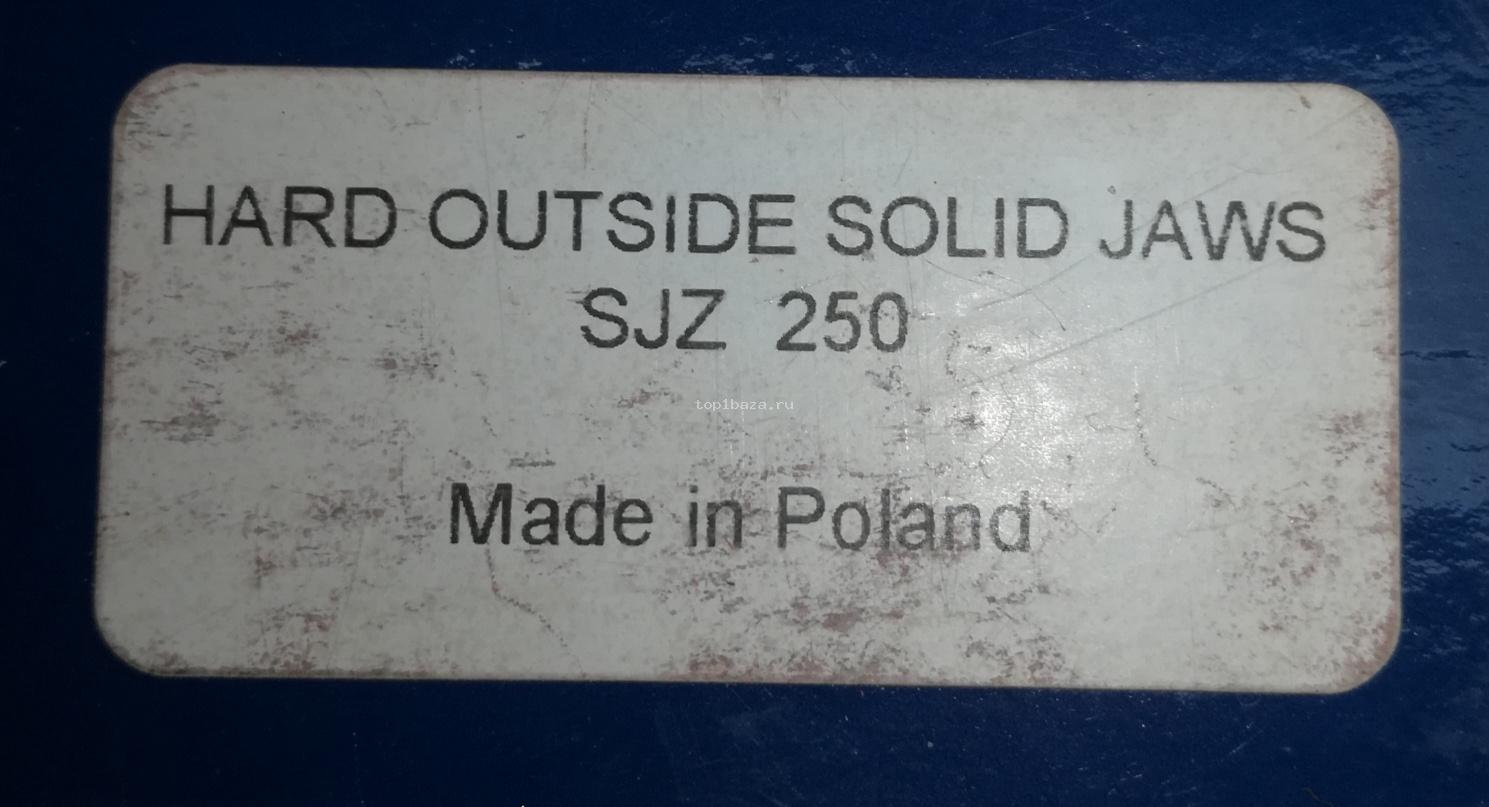 HARD OUTSIDE SOLID JAWS
SJZ 250
top1baza.ru
Made in Poland